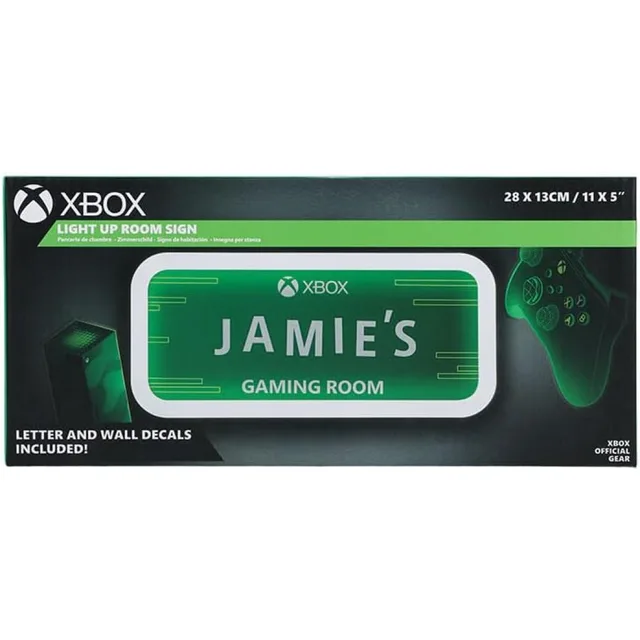 XBOX
28 X 13CM / 11 X 5"
LIGHT UP ROOM SIGN
Pancarte de chambre - Zimmerschild - Signo de habitación - Insegna per stanza
XBOX
JAMIE'S
GAMING ROOM
LETTER AND WALL DECALS
INCLUDED!
XBOX
OFFICIAL
GEAR